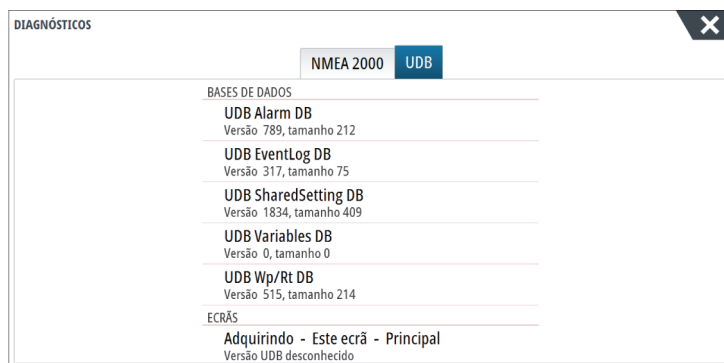 DIAGNÓSTICOS
NMEA 2000
UDB
BASES DE DADOS
UDB Alarm DB
Versão 789, tamanho 212
UDB EventLog DB
Versão 317, tamanho 75
UDB SharedSetting DB
Versão 1834, tamanho 409
UDB Variables DB
Versão 0, tamanho 0
UDB Wp/Rt DB
Versão 515, tamanho 214
ECRÃS
Adquirindo - Este ecrã - Principal
Versão UDB desconhecido